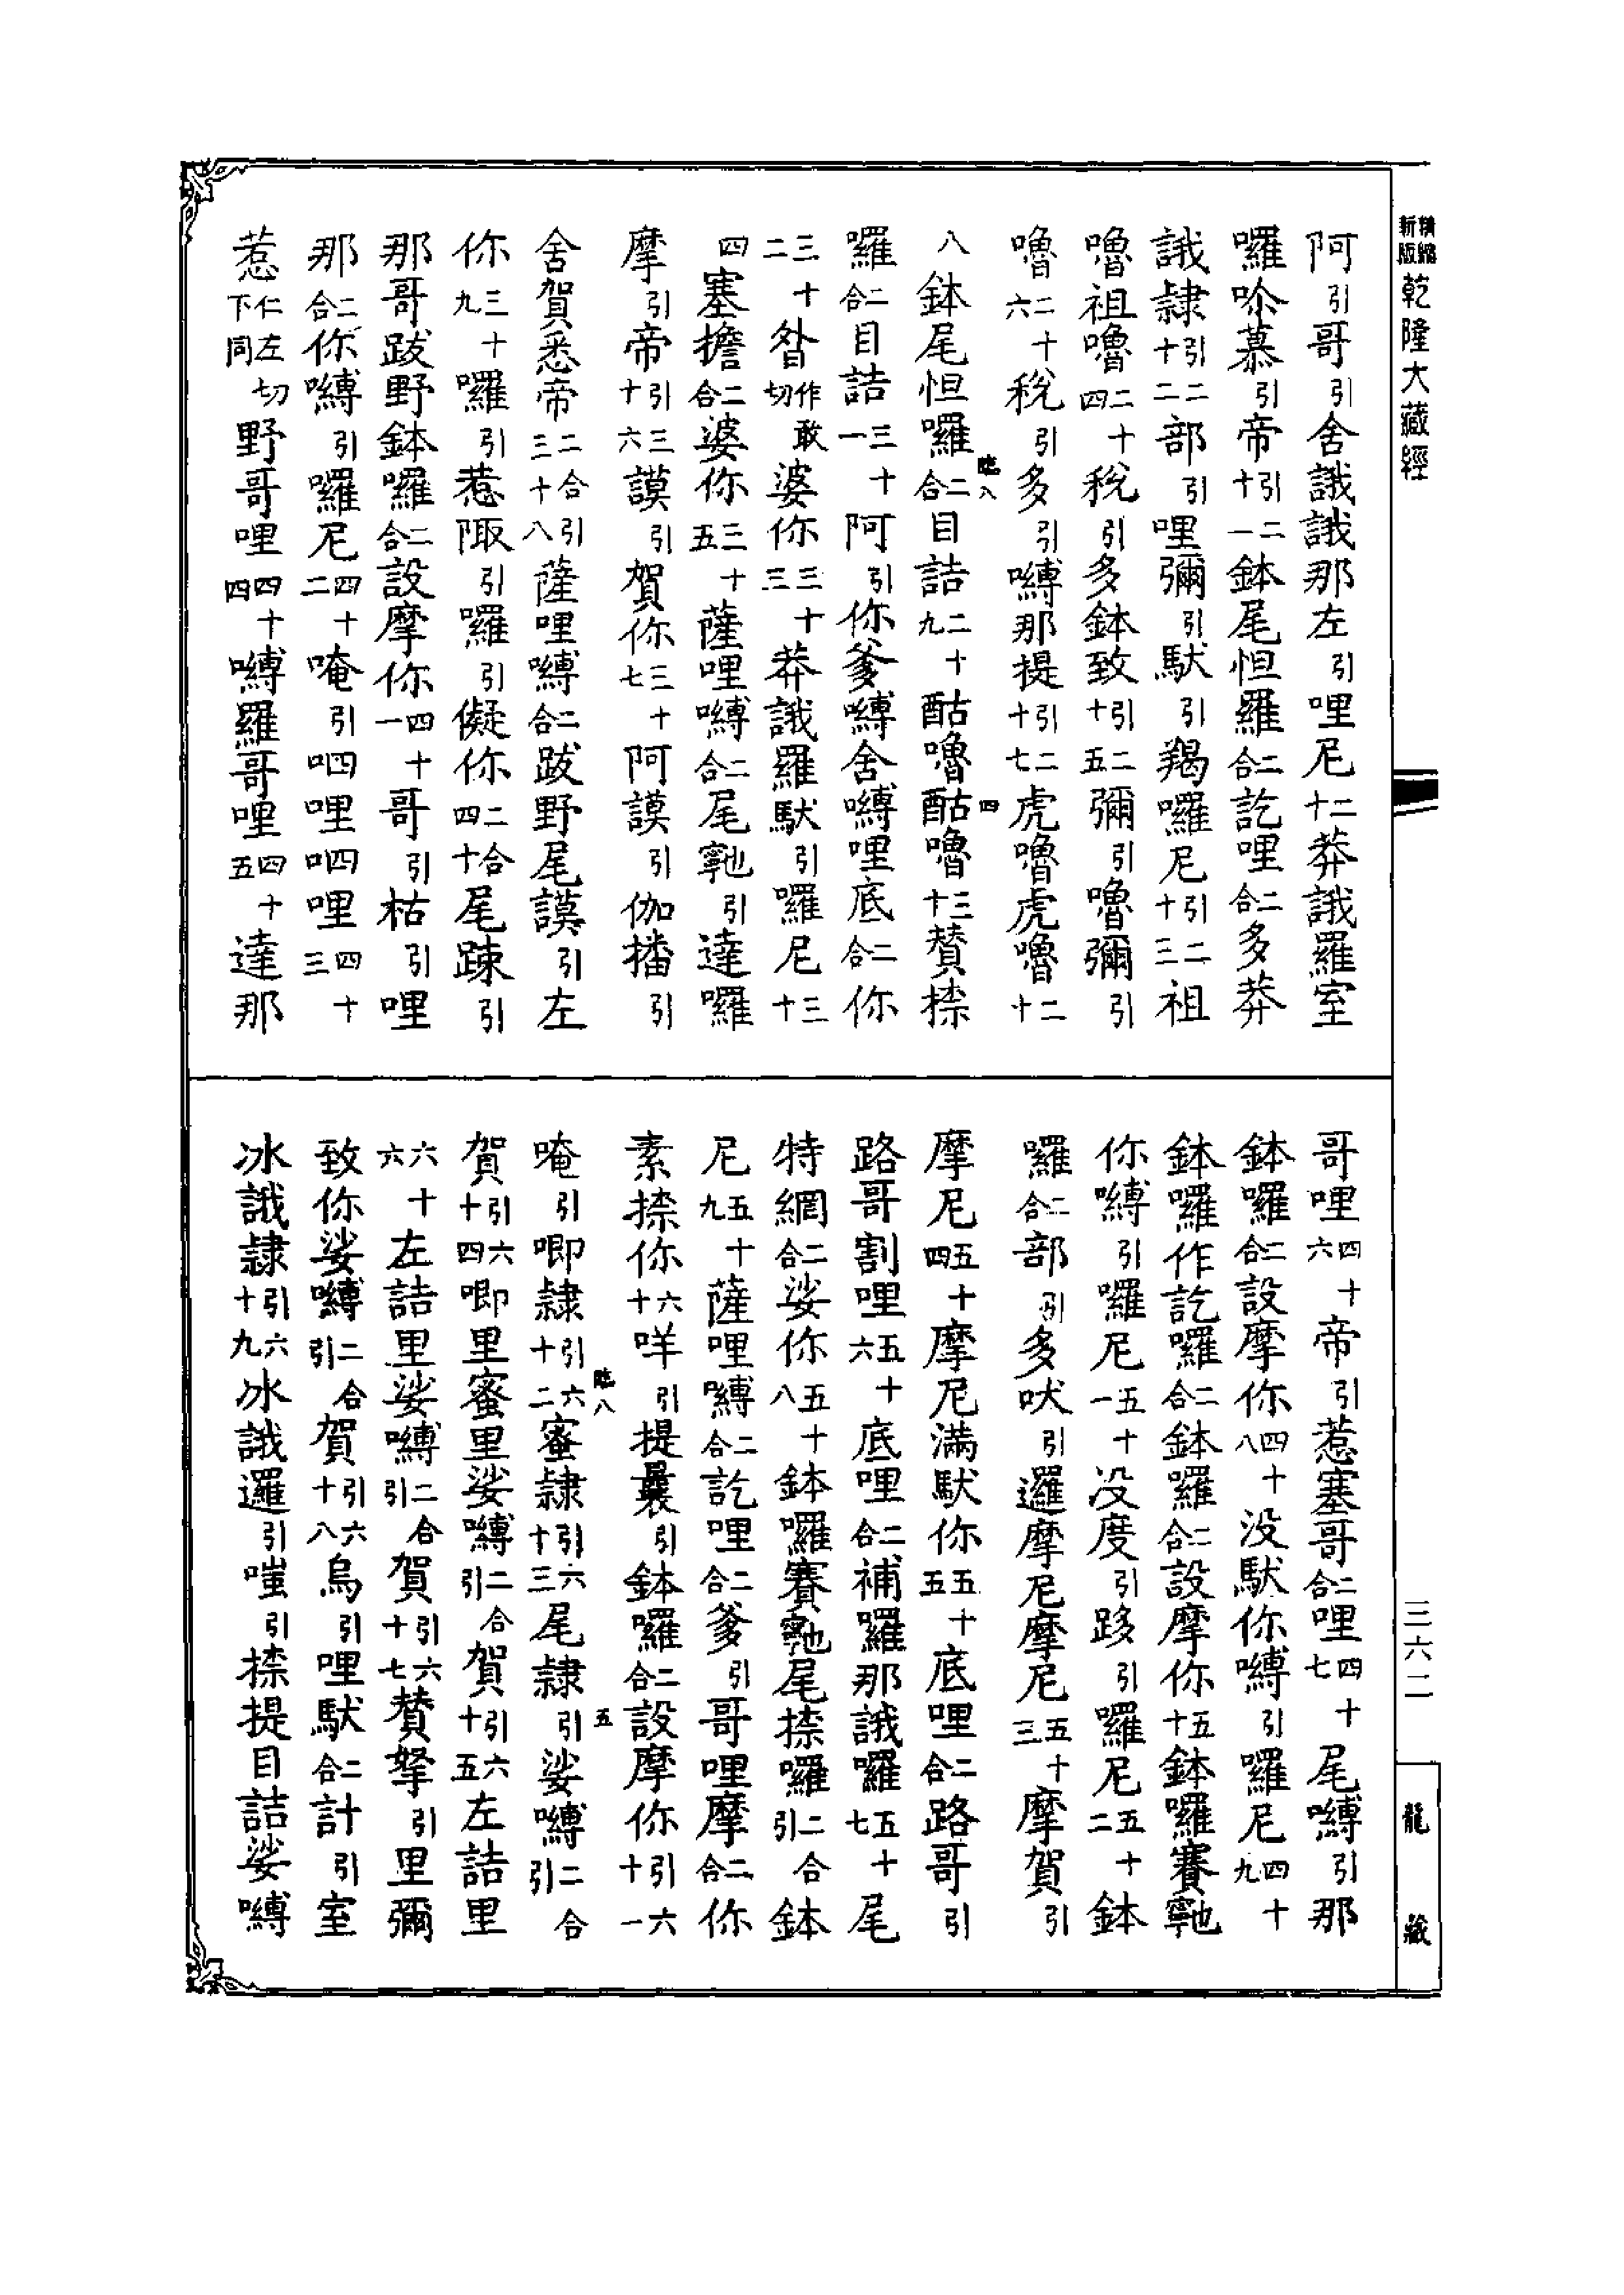 精縮新版
乾隆大藏經
阿引哥引舍誐誐那左引哩尼二十莽誐羅室
囉吩慕引帝引二十一鉢尾怛羅二合訖哩二合多莽
誐隷引二十二部引哩彌引馱引羯囉尼引二十三祖
嚕祖嚕二十四稅引多鉢致引二十五彌引嚕彌引
嚕二十六稅引多引嚩那提引二十七虎嚕虎嚕二十
八鉢尾怛囉二合目詰二十九酤嚕酤嚕三十賛捺
囉二合目詰三十一阿引你爹嚩舍嚩哩底二合你
三十二昝作敢切婆你三十三莽誐羅馱引囉尼三十
四塞擔二合婆你三十五薩哩嚩二合尾𩕳引達囉
摩引帝引三十六謨引賀你三十七阿謨引伽播引
舍賀悉帝二合引三十八薩哩嚩二合跋野尾謨引左
你三十九囉引惹陬引囉引儗你二合四十尾踈引
那哥跋野鉢囉二合設摩你四十一哥引枯引哩
那二合你嚩引囉尼四十二唵引呬哩呬哩四十三
惹仁左切下同野哥哩四十四嚩羅哥哩四十五達那
臨八
四
哥哩四十六帝引惹塞哥二合哩四十七尾嚩引那
鉢囉二合設摩你四十八没馱你嚩引羅尼四十九
鉢囉作訖囉二合鉢囉二合設摩你五十鉢囉賽𩕳
你嚩引囉尼五十一没度引路引囉尼五十二鉢
囉二合部引多吠引邏摩尼摩尼五十三摩賀引
摩尼五十四摩尼滿馱你五十五底哩二合路哥引
路哥割哩五十六底哩二合補羅那誐囉五十七尾
特網二合娑你五十八鉢囉賽𩕳尾捺囉二合引鉢
尼五十九薩哩嚩二合訖哩二合爹引哥哩摩二合你
素捺你六十咩引提曩引鉢囉二合設摩你引六十一
唵引唧隷引六十二蜜隷引六十三尾隷引娑嚩二合引
賀引六十四唧里蜜里娑嚩二合引賀引六十五左詰里
六十六左詰里娑嚩二合引賀引六十七賛拏引里彌
致你娑嚩二合引賀引六十八烏引哩馱二合計引室
冰誐隷引六十九冰誐邏引嗤引捺提目詰娑嚩
臨八
五
三六二
龍藏